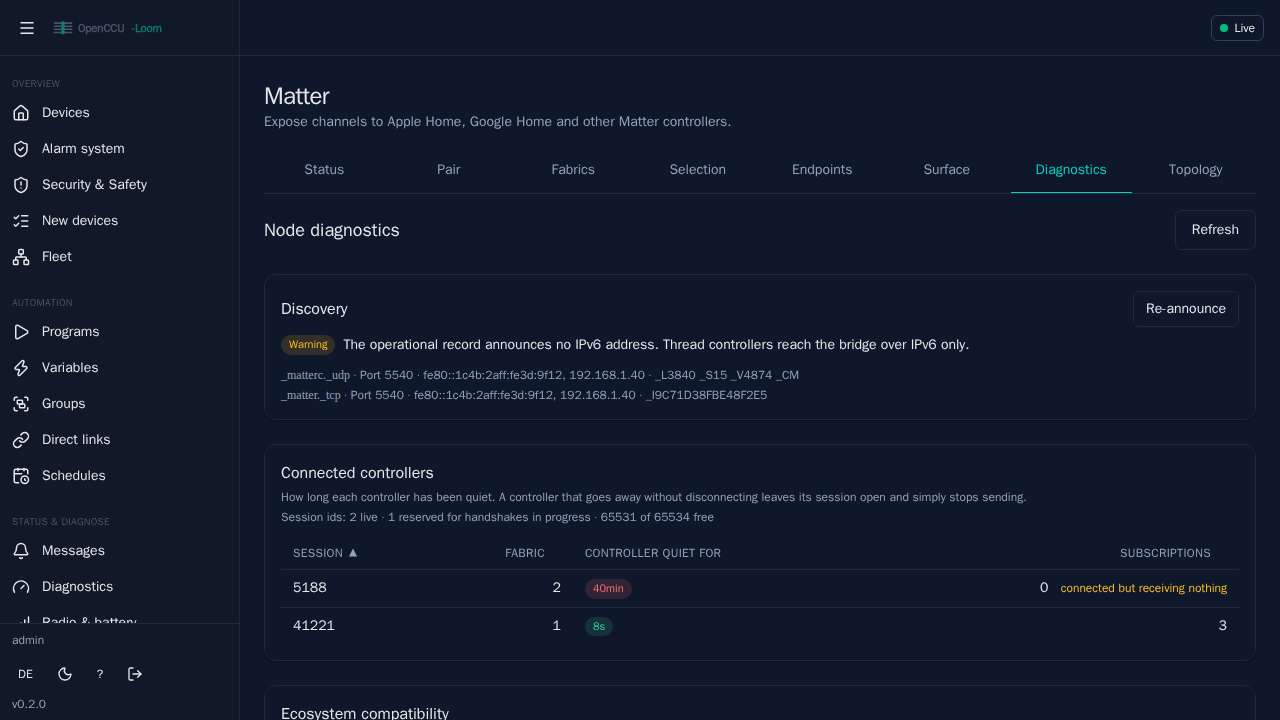 OpenCCU -Loom
Live
OVERVIEW
Devices
Alarm system
Security & Safety
New devices
Fleet
AUTOMATION
Programs
Variables
Groups
Direct links
Schedules
STATUS & DIAGNOSE
Messages
Diagnostics
Radio & battery
admin
DE
?
v0.2.0
Matter
Expose channels to Apple Home, Google Home and other Matter controllers.
Status Pair Fabrics Selection Endpoints Surface Diagnostics Topology
Node diagnostics
Refresh
Discovery
Re-announce
Warning The operational record announces no IPv6 address. Thread controllers reach the bridge over IPv6 only.
_matterc._udp · Port 5540 · fe80::1c4b:2aff:fe3d:9f12, 192.168.1.40 · _L3840 _S15 _V4874 _CM
_matter._tcp · Port 5540 · fe80::1c4b:2aff:fe3d:9f12, 192.168.1.40 · _I9C71D38FBE48F2E5
Connected controllers
How long each controller has been quiet. A controller that goes away without disconnecting leaves its session open and simply stops sending.
Session ids: 2 live · 1 reserved for handshakes in progress · 65531 of 65534 free
SESSION ▲ FABRIC CONTROLLER QUIET FOR SUBSCRIPTIONS
5188 2 40min 0 connected but receiving nothing
41221 1 8s 3
Ecosystem compatibility